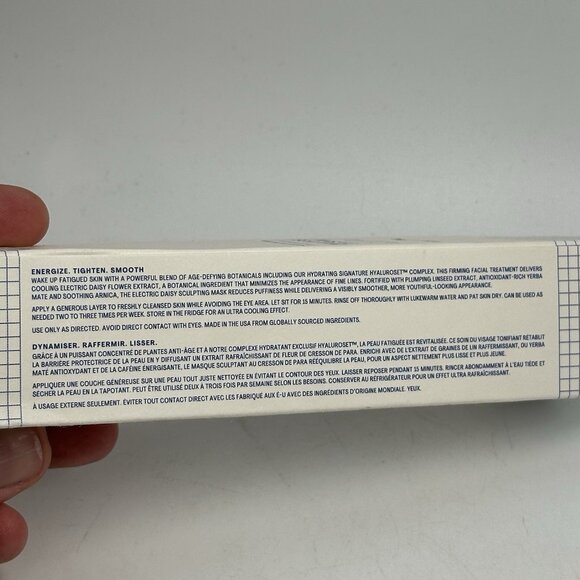 ENERGIZE. TIGHTEN. SMOOTH
WAKE UP FATIGUED SKIN WITH A POWERFUL BLEND OF AGE-DEFYING BOTANICALS INCLUDING OUR HYDRATING SIGNATURE HYALUROSET™ COMPLEX. THIS FIRMING FACIAL TREATMENT DELIVERS
COOLING ELECTRIC DAISY FLOWER EXTRACT, A BOTANICAL INGREDIENT THAT MINIMIZES THE APPEARANCE OF FINE LINES. FORTIFIED WITH PLUMPING LINSEED EXTRACT. ANTIOXIDANT-RICH YERBA
MATE AND SOOTHING ARNICA, THE ELECTRIC DAISY SCULPTING MASK REDUCES PUFFINESS WHILE DELIVERING A VISIBLY SMOOTHER, MORE YOUTHFUL-LOOKING APPEARANCE.
APPLY A GENEROUS LAYER TO FRESHLY CLEANSED SKIN WHILE AVOIDING THE EYE AREA. LET SIT FOR 15 MINUTES. RINSE OFF THOROUGHLY WITH LUKEWARM WATER AND PAT SKIN DRY. CAN BE USED AS
NEEDED TWO TO THREE TIMES PER WEEK. STORE IN THE FRIDGE FOR AN ULTRA COOLING EFFECT.
USE ONLY AS DIRECTED. AVOID DIRECT CONTACT WITH EYES. MADE IN THE USA FROM GLOBALLY SOURCED INGREDIENTS.
DYNAMISER. RAFFERMIR. LISSER.
GRÂCE À UN PUISSANT CONCENTRÉ DE PLANTES ANTI-ÂGE ET A NOTRE COMPLEXE HYDRATANT EXCLUSIF HYALUROSET™, LA PEAU FATIGUÉE EST REVITALISÉE. CE SOIN DU VISAGE TONIFIANT RÉTABLIT
LA BARRIÈRE PROTECTRICE DE LA PEAU EN Y DIFFUSANT UN EXTRAIT RAFRAÎCHISSANT DE FLEUR DE CRESSON DE PARA. ENRICHI AVEC DE L'EXTRAIT DE GRAINES DE LIN RAFFERMISSANT, DU YERBA
MATÉ ANTIOXYDANT ET DE LA CAFÉINE ÉNERGISANTE, LE MASQUE SCULPTANT AU CRESSON DE PARA RÉÉQUILIBRE LA PEAU, POUR UN ASPECT NETTEMENT PLUS LISSE ET PLUS JEUNE.
APPLIQUER UNE COUCHE GÉNÉREUSE SUR UNE PEAU TOUT JUSTE NETTOYÉ EN ÉVITANT LE CONTOUR DES YEUX. LAISSER REPOSER PENDANT 15 MINUTES. RINCER ABONDAMMENT À L'EAU TIÈDE ET
SÉCHER LA PEAU EN LA TAPOTANT. PEUT ÊTRE UTILISÉ DEUX À TROIS FOIS PAR SEMAINE SELON LES BESOINS. CONSERVER AU RÉFRIGÉRATEUR POUR UN EFFET ULTRA RAFRAÎCHISSANT.
À USAGE EXTERNE SEULEMENT. ÉVITER TOUT CONTACT DIRECT AVEC LES FABRIQUÉ AUX É-U AVEC DES INGRÉDIENTS D'ORIGINE MONDIALE. YEUX.